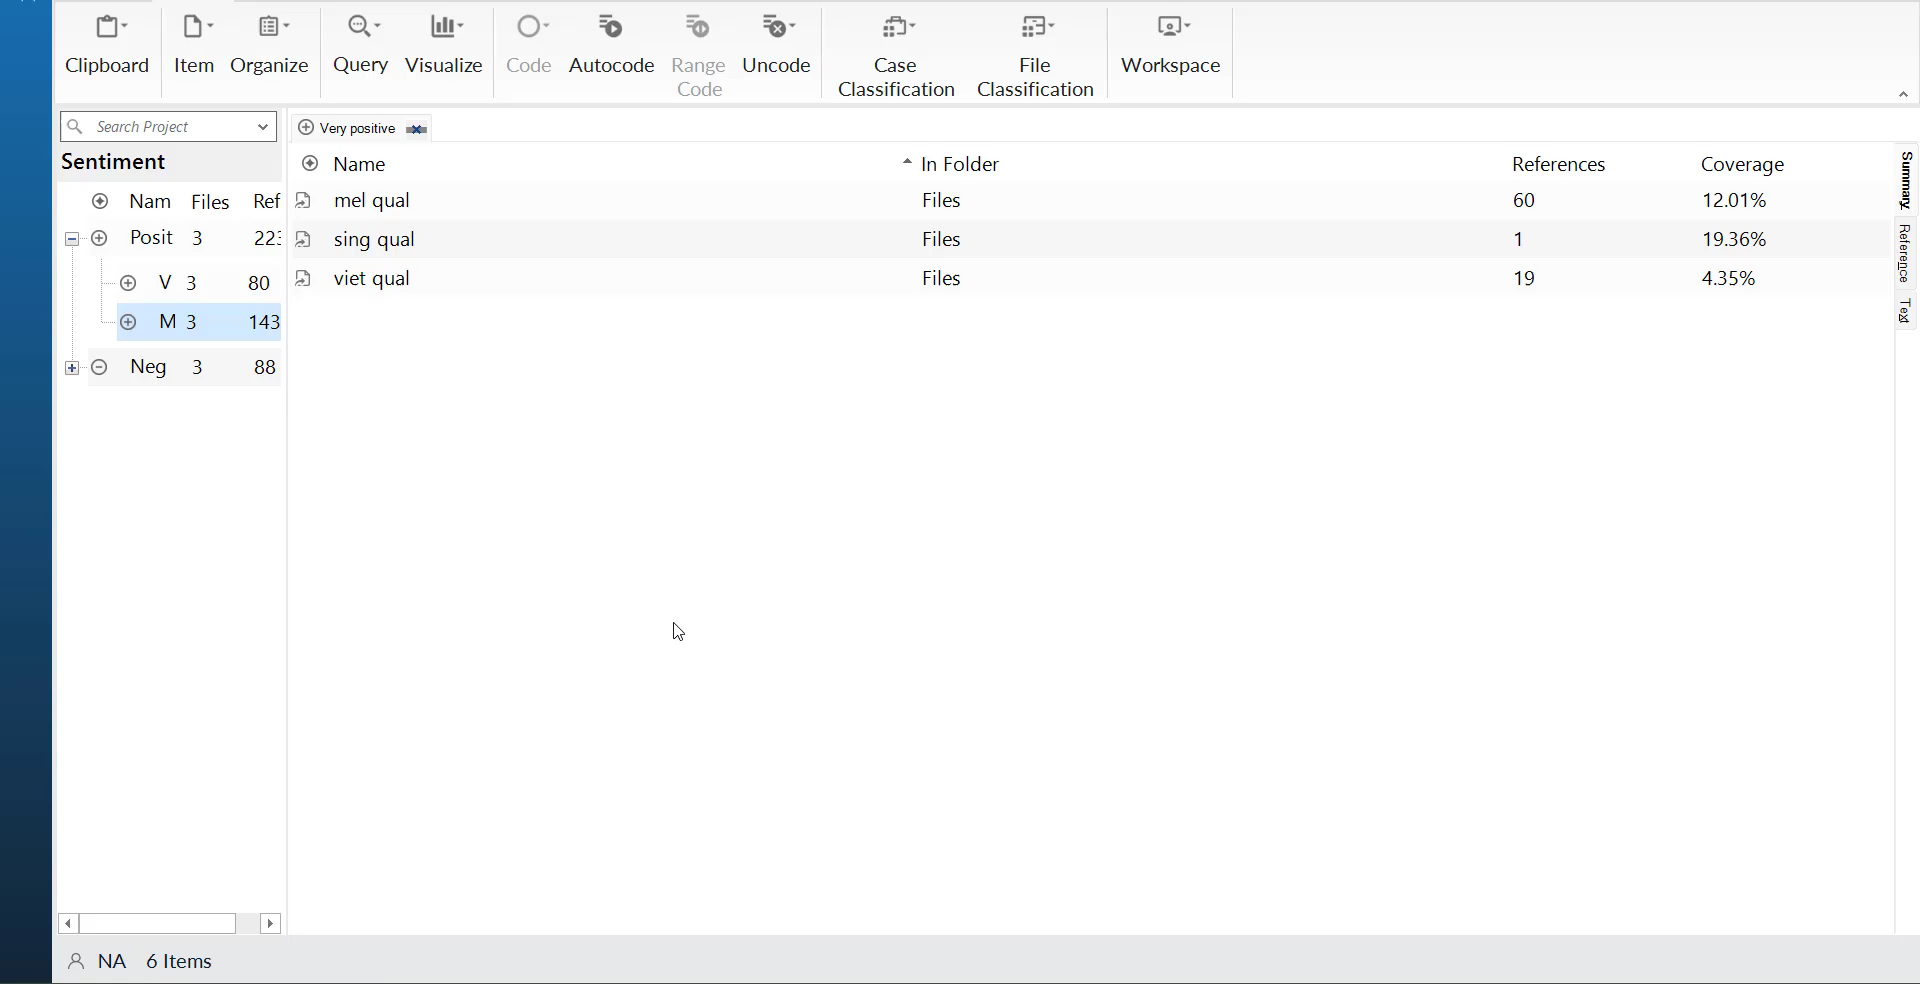 Clipboard Item Organize Query Visualize Code Autocode Range Code Uncode Case Classification File Classification Workspace
Search Project
Sentiment
Nam Files Ref
Posit 3 223
V 3 80
M 3 143
Neg 3 88
Very positive
Name In Folder References Coverage
mel qual Files 60 12.01%
sing qual Files 1 19.36%
viet qual Files 19 4.35%
Summary
Reference
Text
NA 6 Items